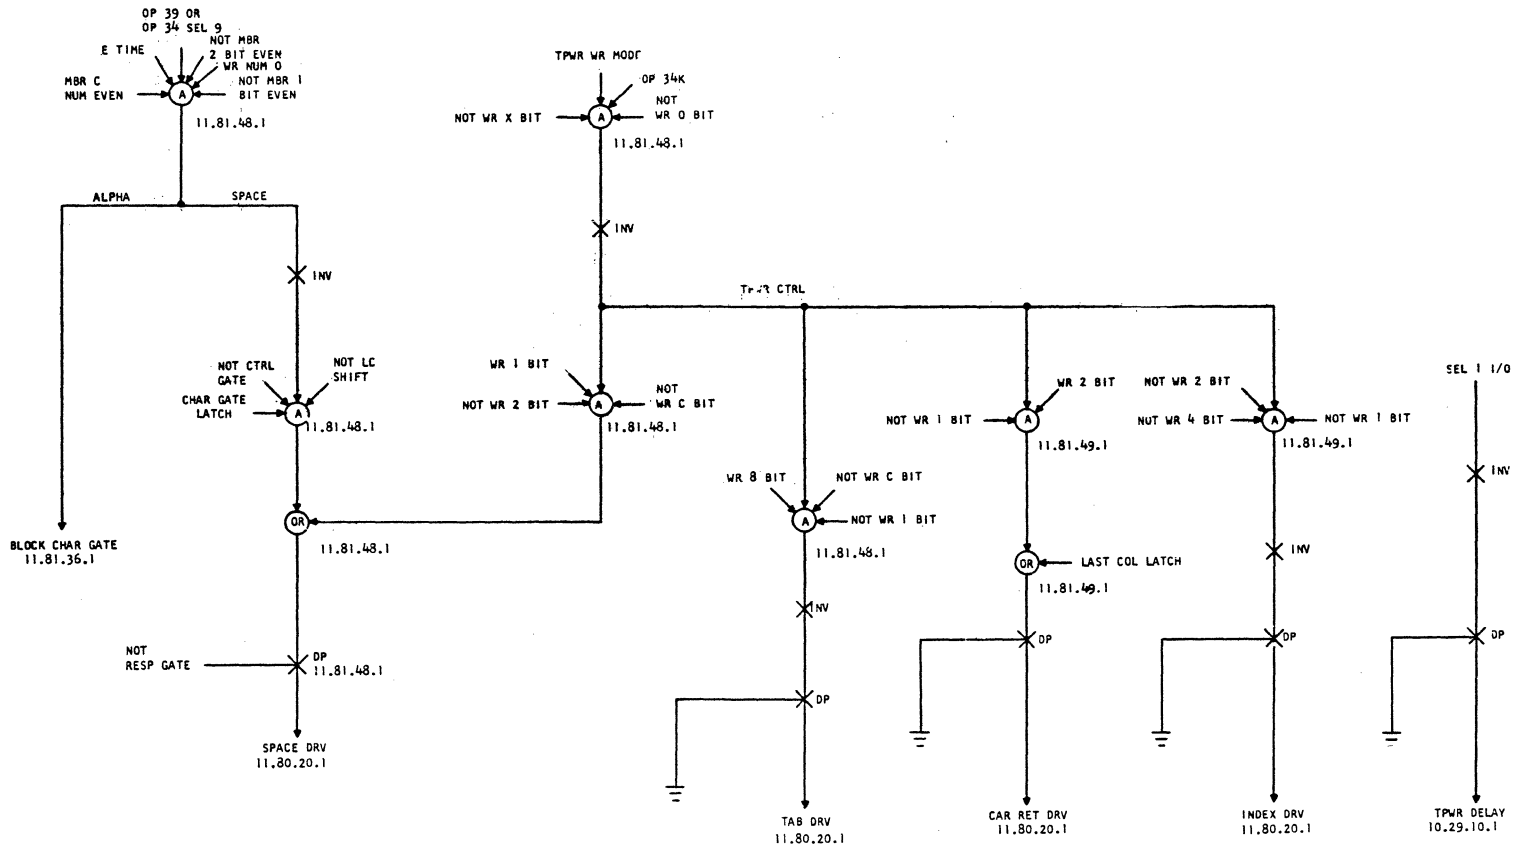 OP 39 OR
OP 34 SEL 9
E TIME
NOT MBR
2 BIT EVEN
WR NUM 0
MBR C
NUM EVEN
NOT MBR 1
BIT EVEN
A
11.81.48.1
ALPHA
SPACE
INV
NOT CTRL
GATE
NOT LC
SHIFT
CHAR GATE
LATCH
A
11.81.48.1
OR
11.81.48.1
BLOCK CHAR GATE
11.81.36.1
NOT
RESP GATE
DP
11.81.48.1
SPACE DRV
11.80.20.1
TPWR WR MODE
OP 34K
NOT WR X BIT
A
NOT
WR 0 BIT
11.81.48.1
INV
CTRL
WR 1 BIT
NOT WR 2 BIT
A
NOT
WR C BIT
11.81.48.1
WR 8 BIT
NOT WR C BIT
A
NOT WR 1 BIT
11.81.48.1
INV
DP
TAB DRV
11.80.20.1
WR 2 BIT
NOT WR 1 BIT
A
11.81.49.1
OR
LAST COL LATCH
11.81.49.1
DP
CAR RET DRV
11.80.20.1
NOT WR 2 BIT
NOT WR 4 BIT
A
NOT WR 1 BIT
11.81.49.1
INV
DP
INDEX DRV
11.80.20.1
SEL 1 I/O
INV
DP
TPWR DELAY
10.29.10.1